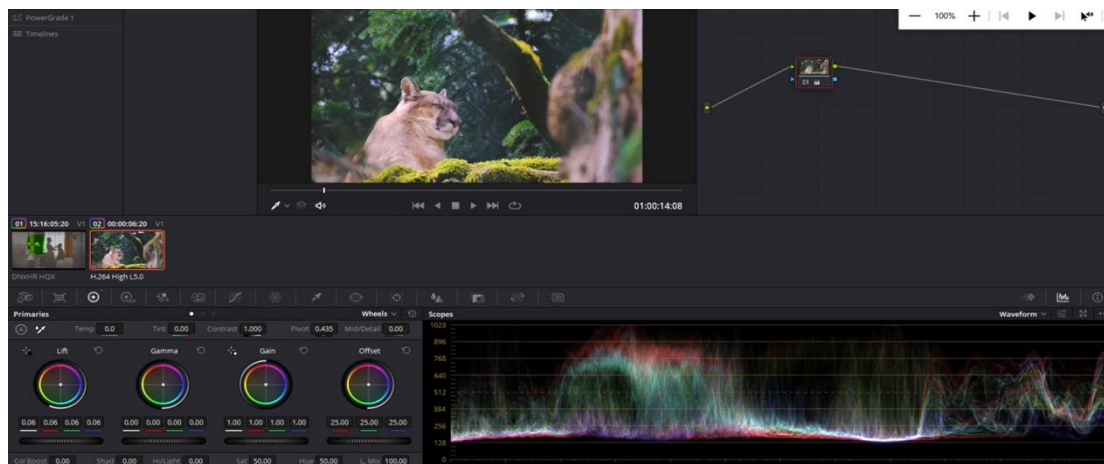 PowerGrade 1
100%
Timelines
01
01:00:14:08
01 15:16:05:20 V1 02 00:00:06:20 V1
DNxHR HQX H.264 High L5.0
Primaries Wheels Scopes Waveform
A Temp 0.0 Tint 0.00 Contrast 1.000 Pivot 0.435 Mid/Detail 0.00
Lift Gamma Gain Offset
0.06 0.06 0.06 0.06 0.00 0.00 0.00 0.00 1.00 1.00 1.00 1.00 25.00 25.00 25.00
Col Boost 0.00 Shad 0.00 Hi/Light 0.00 Sat 50.00 Hue 50.00 L. Mix 100.00
1023
896
768
640
512
384
256
128
0